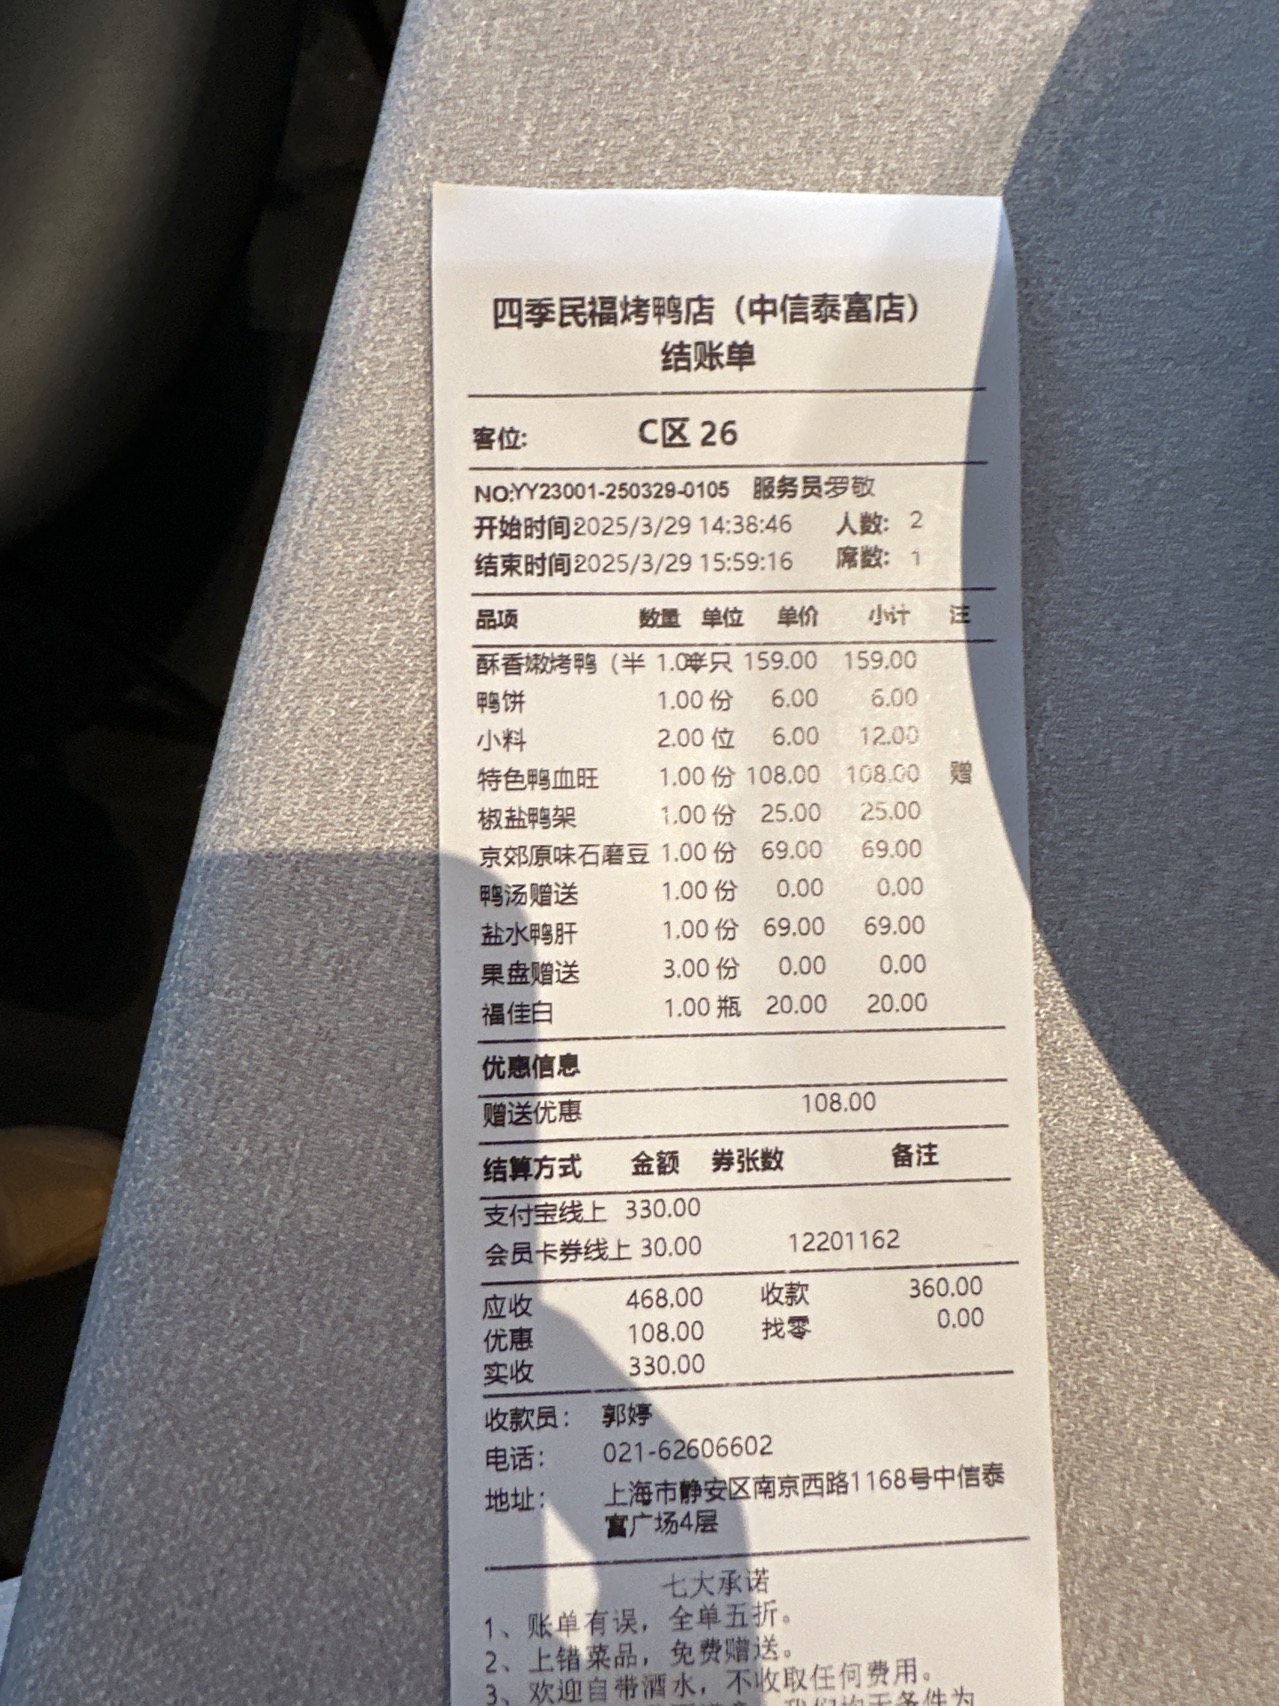 四季民福烤鸭店（中信泰富店）
结账单
客位: C区 26
NO:YY23001-250329-0105 服务员:罗敬
开始时间2025/3/29 14:38:46 人数: 2
结束时间2025/3/29 15:59:16 席数: 1
品项 数量 单位 单价 小计 注
酥香嫩烤鸭（半 1.00半只 159.00 159.00
鸭饼 1.00 份 6.00 6.00
小料 2.00 位 6.00 12.00
特色鸭血旺 1.00 份 108.00 108.00 赠
椒盐鸭架 1.00 份 25.00 25.00
京郊原味石磨豆 1.00 份 69.00 69.00
鸭汤赠送 1.00 份 0.00 0.00
盐水鸭肝 1.00 份 69.00 69.00
果盘赠送 3.00 份 0.00 0.00
福佳白 1.00 瓶 20.00 20.00
优惠信息
赠送优惠 108.00
结算方式 金额 券张数 备注
支付宝线上 330.00
会员卡券线上 30.00 12201162
应收 468.00 收款 360.00
优惠 108.00 找零 0.00
实收 330.00
收款员： 郭婷
电话： 021-62606602
地址： 上海市静安区南京西路1168号中信泰
富广场4层
七大承诺
1、账单有误，全单五折。
2、上错菜品，免费赠送。
3、欢迎自带酒水，不收取任何费用。
我们均无条件为